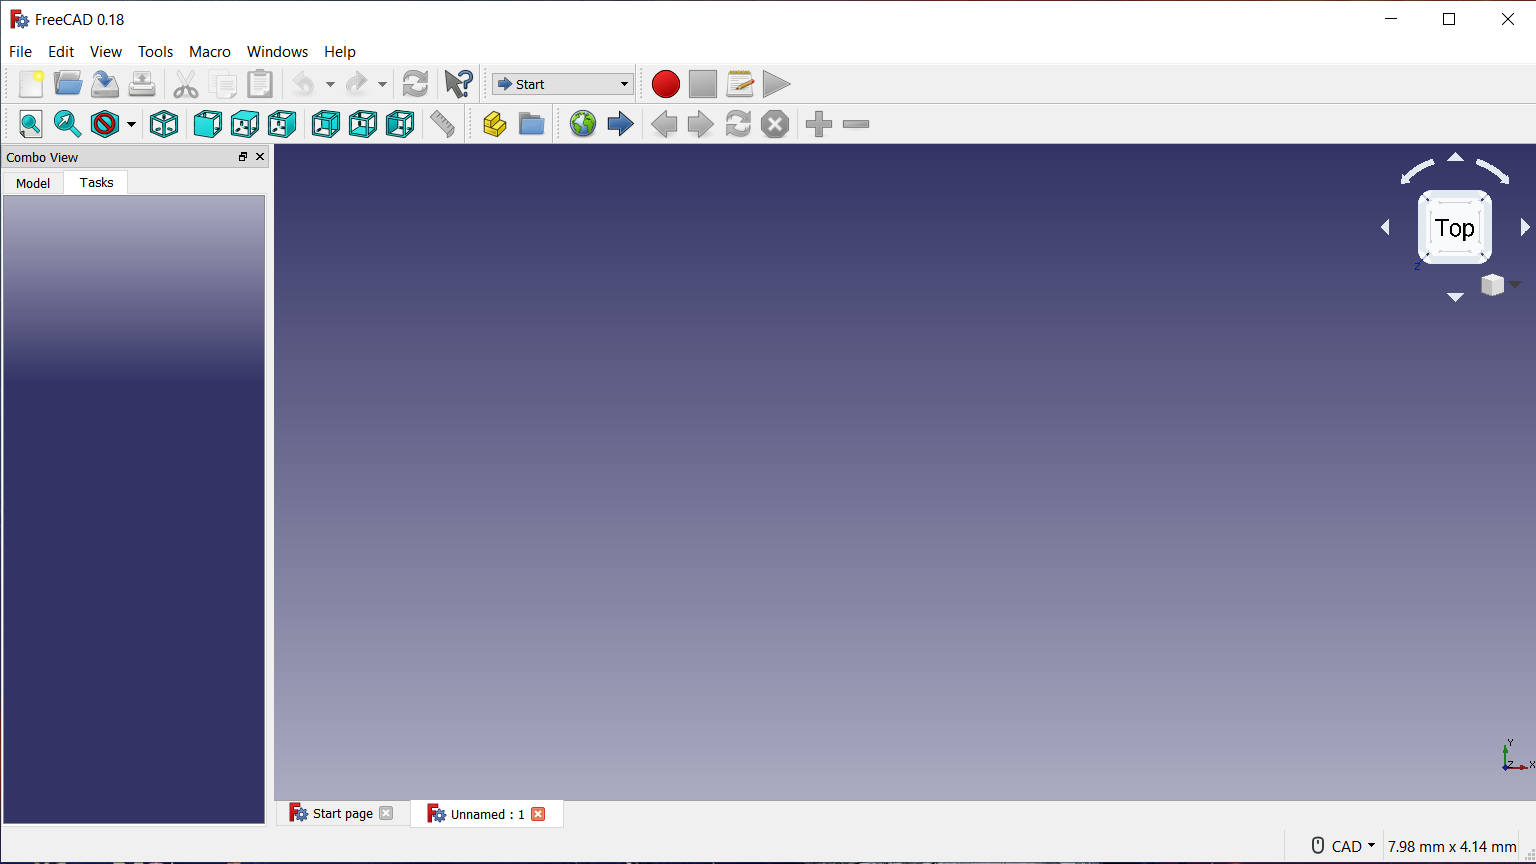 FreeCAD 0.18
File Edit View Tools Macro Windows Help
Start
Combo View
Model Tasks
Top
Z
Y
Z X
Start page Unnamed : 1
CAD 7.98 mm x 4.14 mm